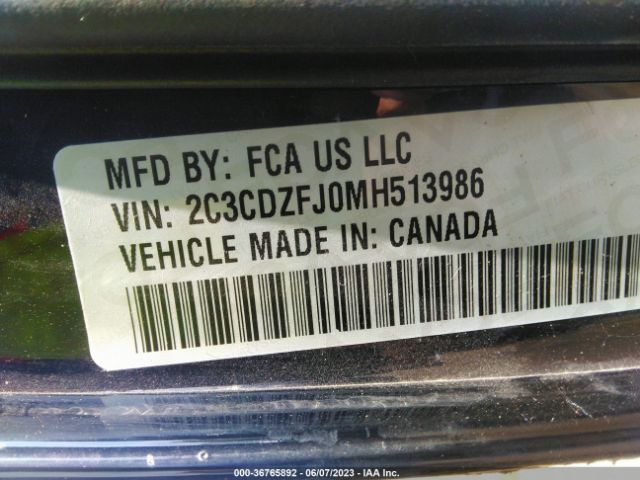 MFD BY: FCA US LLC
VIN: 2C3CDZFJ0MH513986
VEHICLE MADE IN: CANADA
000-36765892 - 06/07/2023 - IAA Inc.